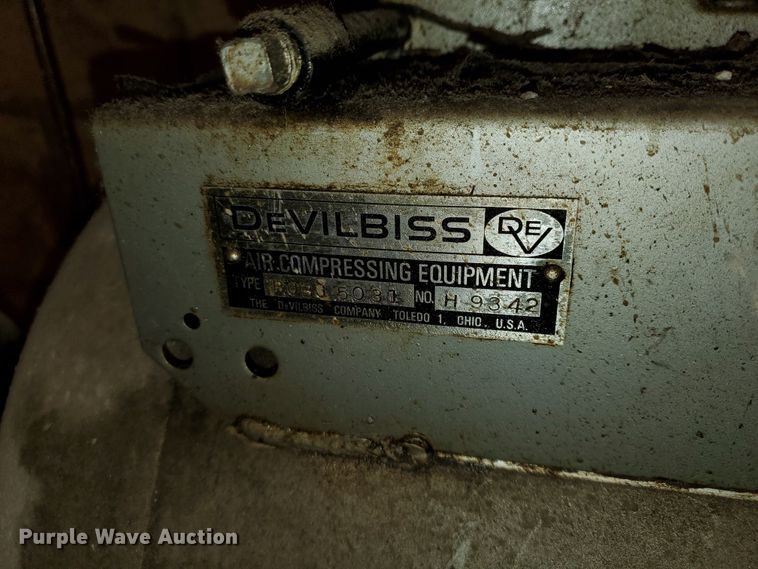 DEVILBISS DEV
AIR COMPRESSING EQUIPMENT
TYPE NO. H 9342
THE DEVILBISS COMPANY TOLEDO 1, OHIO, U.S.A.
Purple Wave Auction